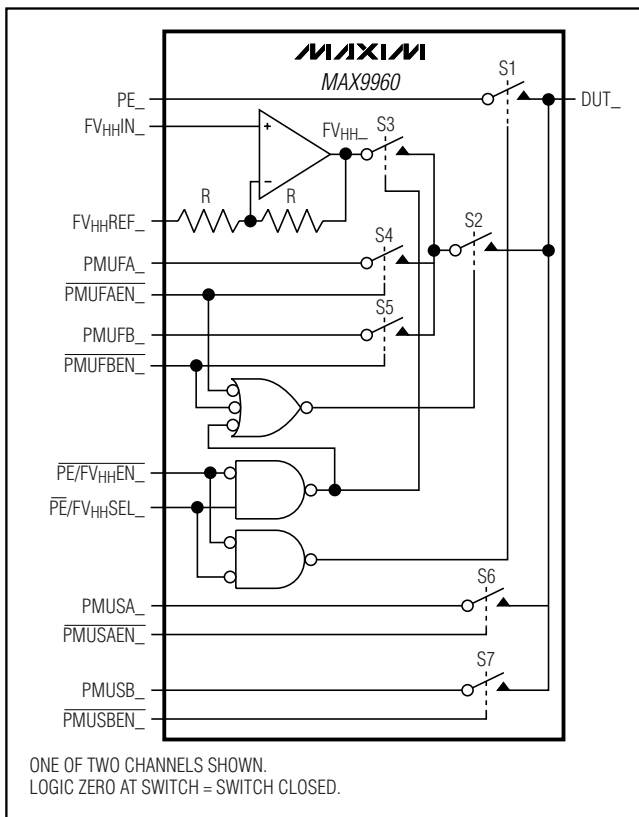 MAXIM
MAX9960
S1
PE_
DUT_
FVHHIN_
FVHH_
S3
+
−
R
R
FVHHREF_
S4
S2
PMUFA_
PMUFAEN_
S5
PMUFB_
PMUFBEN_
PE/FVHHEN_
PE/FVHHSEL_
S6
PMUSA_
PMUSAEN_
S7
PMUSB_
PMUSBEN_
ONE OF TWO CHANNELS SHOWN.
LOGIC ZERO AT SWITCH = SWITCH CLOSED.